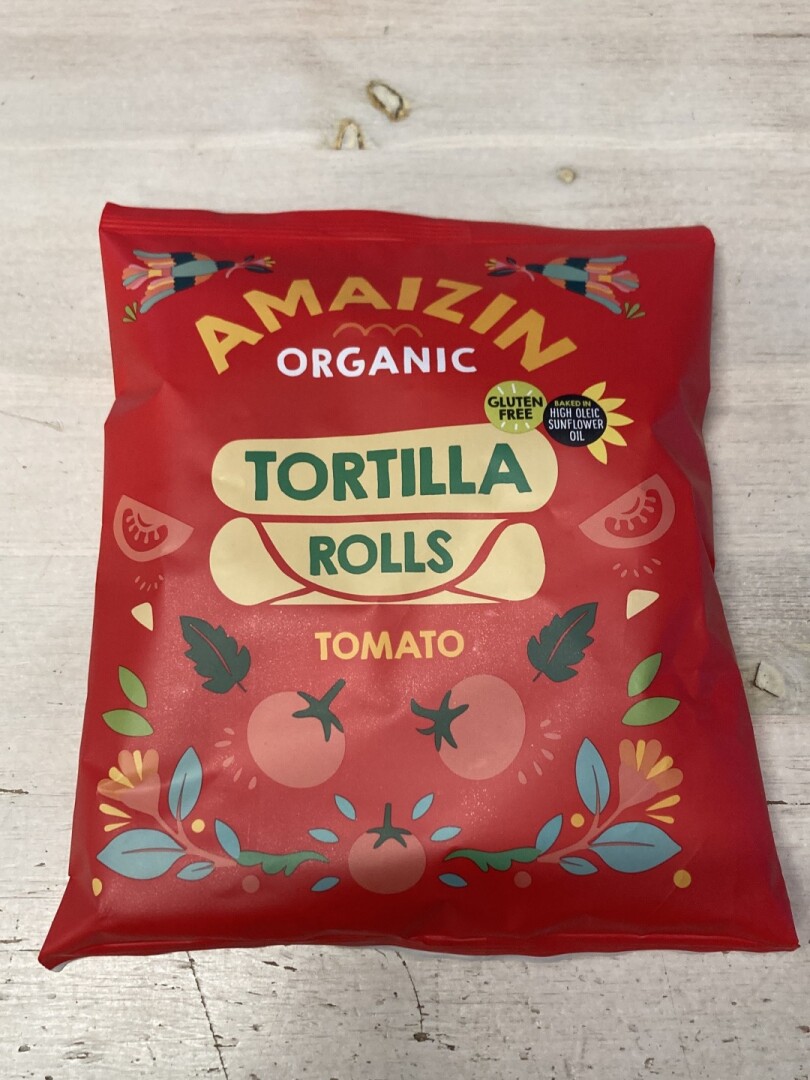 AMAIZIN
ORGANIC
GLUTEN
FREE
BAKED IN
HIGH OLEIC
SUNFLOWER
OIL
TORTILLA
ROLLS
TOMATO